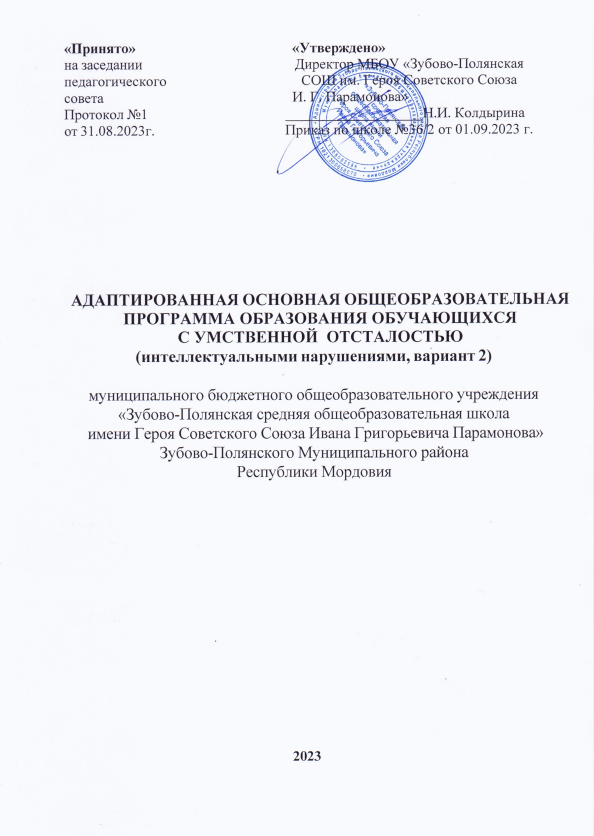 «Принято»
на заседании
педагогического
совета
Протокол №1
от 31.08.2023г.
«Утверждено»
Директор МБОУ «Зубово-Полянская
СОШ им. Героя Советского Союза
И. Г. Парамонова»
Н.И. Колдырина
Приказ по школе №36/2 от 01.09.2023 г.
АДАПТИРОВАННАЯ ОСНОВНАЯ ОБЩЕОБРАЗОВАТЕЛЬНАЯ
ПРОГРАММА ОБРАЗОВАНИЯ ОБУЧАЮЩИХСЯ
С УМСТВЕННОЙ ОТСТАЛОСТЬЮ
(интеллектуальными нарушениями, вариант 2)
муниципального бюджетного общеобразовательного учреждения
«Зубово-Полянская средняя общеобразовательная школа
имени Героя Советского Союза Ивана Григорьевича Парамонова»
Зубово-Полянского Муниципального района
Республики Мордовия
2023